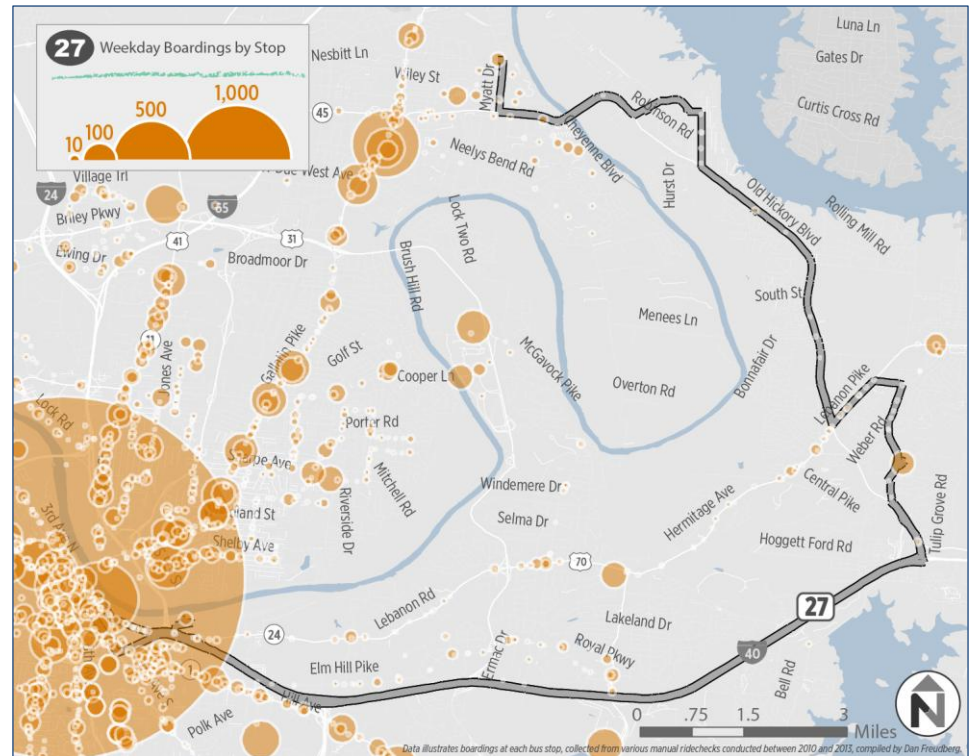 27 Weekday Boardings by Stop
10 100 500 1,000
Nesbitt Ln
Wiley St
Myatt Dr
45
Neelys Bend Rd
Cheyenne Blvd
Robinson Rd
Hurst Dr
Luna Ln
Gates Dr
Curtis Cross Rd
Old Hickory Blvd
Rolling Mill Rd
Due West Ave
Village Trl
24
65
Briley Pkwy
41
31
Ewing Dr
Broadmoor Dr
Lock Two Rd
Brush Hill Rd
South St
Menees Ln
Bonnafair Dr
McGavock Pike
Golf St
Cooper Ln
Overton Rd
Lebanon Pike
Weber Rd
Porter Rd
Mitchell Rd
Riverside Dr
Windemere Dr
Selma Dr
Central Pike
Hermitage Ave
Tulip Grove Rd
Hoggett Ford Rd
Shelby Ave
3rd Ave N
70
27
Lakeland Dr
Lebanon Rd
24
Royal Pkwy
40
Ermac Dr
Elm Hill Pike
Bell Rd
Polk Ave
N
0 .75 1.5 3
Miles
Data illustrates boardings at each bus stop, collected from various manual ridechecks conducted between 2010 and 2013, compiled by Dan Freudberg.